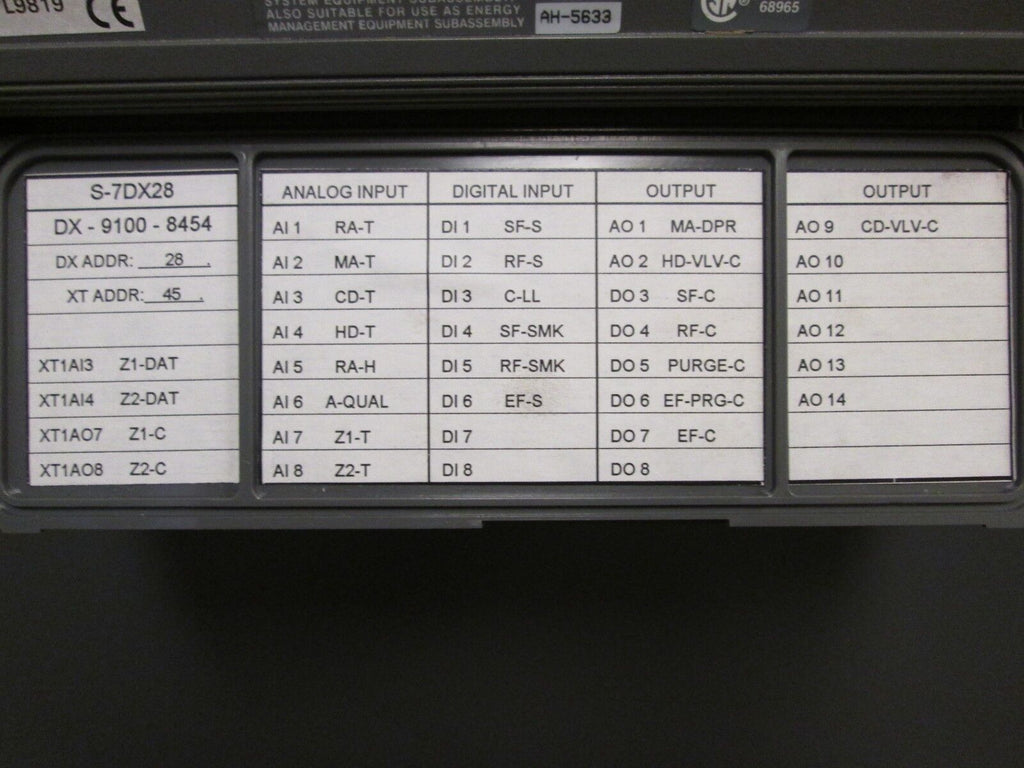 L9819 CE
SYSTEM EQUIPMENT SUBASSEMBLY
ALSO SUITABLE FOR USE AS ENERGY
MANAGEMENT EQUIPMENT SUBASSEMBLY
AH-5633
® 68965
S-7DX28
DX - 9100 - 8454
DX ADDR: 28 .
XT ADDR: 45 .
XT1AI3 Z1-DAT
XT1AI4 Z2-DAT
XT1AO7 Z1-C
XT1AO8 Z2-C
ANALOG INPUT
AI 1 RA-T
AI 2 MA-T
AI 3 CD-T
AI 4 HD-T
AI 5 RA-H
AI 6 A-QUAL
AI 7 Z1-T
AI 8 Z2-T
DIGITAL INPUT
DI 1 SF-S
DI 2 RF-S
DI 3 C-LL
DI 4 SF-SMK
DI 5 RF-SMK
DI 6 EF-S
DI 7
DI 8
OUTPUT
AO 1 MA-DPR
AO 2 HD-VLV-C
DO 3 SF-C
DO 4 RF-C
DO 5 PURGE-C
DO 6 EF-PRG-C
DO 7 EF-C
DO 8
OUTPUT
AO 9 CD-VLV-C
AO 10
AO 11
AO 12
AO 13
AO 14